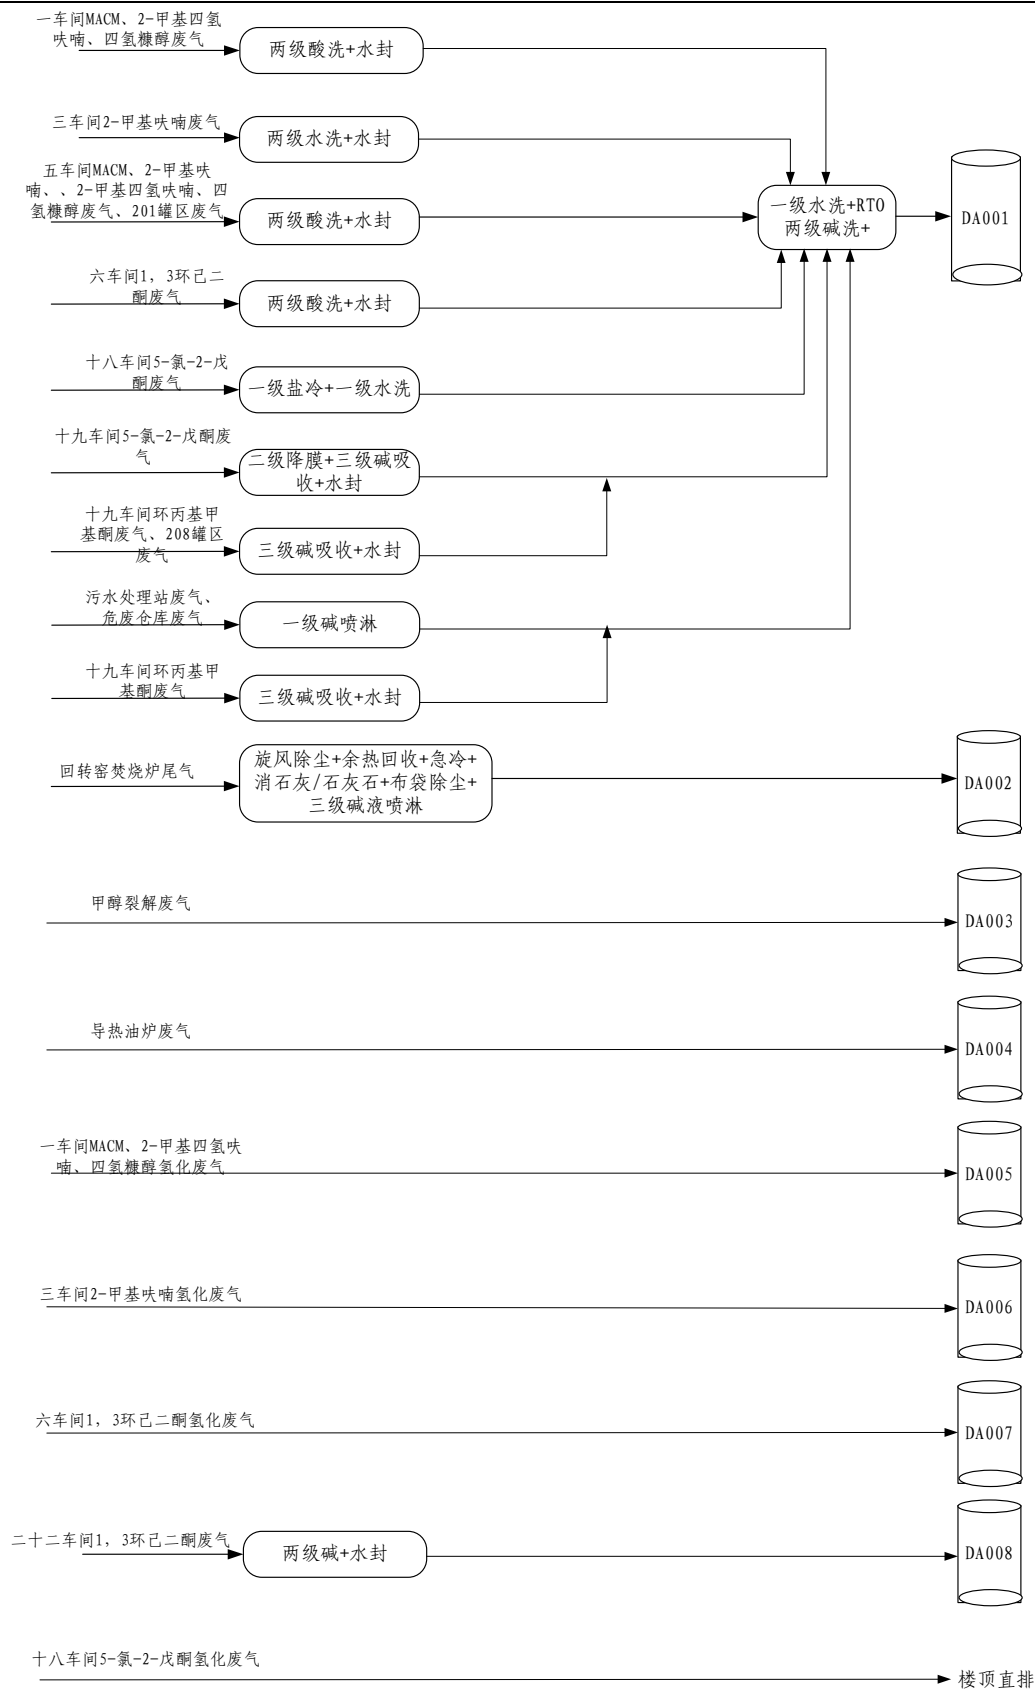 一车间MACM、2-甲基四氢
呋喃、四氢糠醇废气
两级酸洗+水封
三车间2-甲基呋喃废气
两级水洗+水封
五车间MACM、2-甲基呋
喃、、2-甲基四氢呋喃、四
氢糠醇废气、201罐区废气
两级酸洗+水封
一级水洗+RTO
两级碱洗+
DA001
六车间1，3环己二
酮废气
两级酸洗+水封
十八车间5-氯-2-戊
酮废气
一级盐冷+一级水洗
十九车间5-氯-2-戊酮废
气
二级降膜+三级碱吸
收+水封
十九车间环丙基甲
基酮废气、208罐区
废气
三级碱吸收+水封
污水处理站废气、
危废仓库废气
一级碱喷淋
十九车间环丙基甲
基酮废气
三级碱吸收+水封
回转窑焚烧炉尾气
旋风除尘+余热回收+急冷+
消石灰/石灰石+布袋除尘+
三级碱液喷淋
DA002
甲醇裂解废气
DA003
导热油炉废气
DA004
一车间MACM、2-甲基四氢呋
喃、四氢糠醇氢化废气
DA005
三车间2-甲基呋喃氢化废气
DA006
六车间1，3环己二酮氢化废气
DA007
二十二车间1，3环己二酮废气
两级碱+水封
DA008
十八车间5-氯-2-戊酮氢化废气
楼顶直排